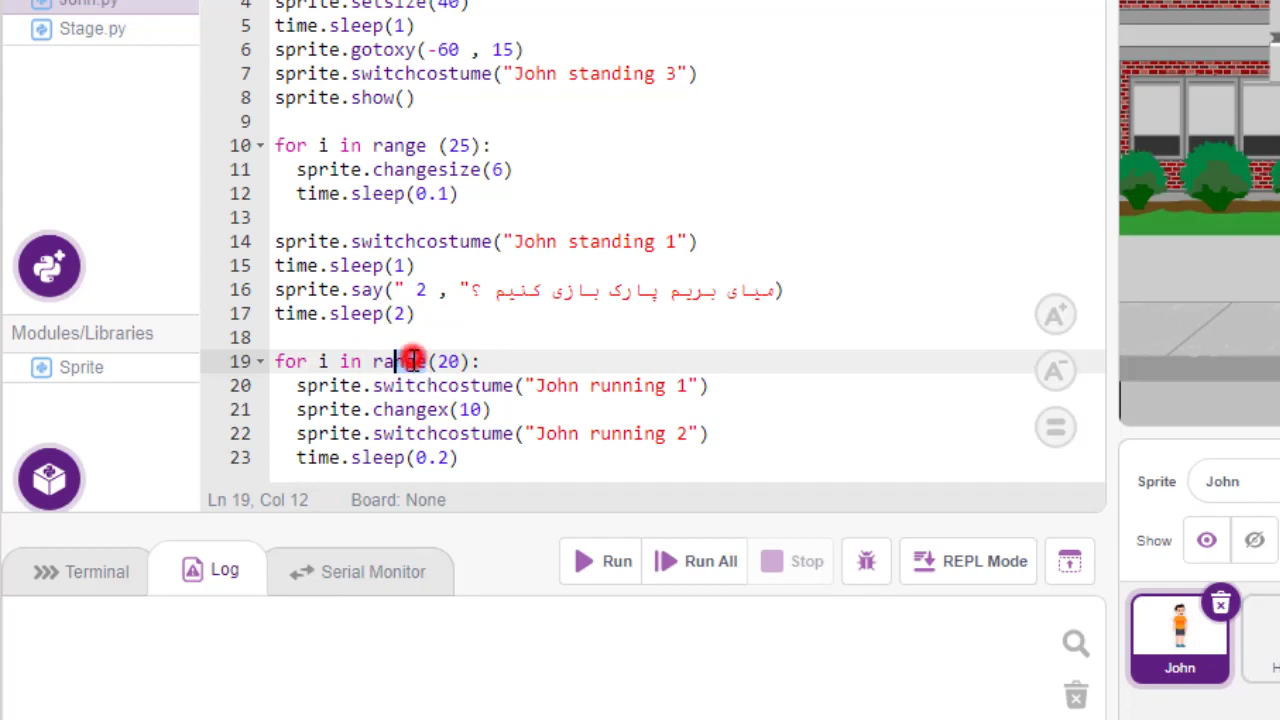 John.py
Stage.py
Modules/Libraries
Sprite
4 sprite.setsize(40)
5 time.sleep(1)
6 sprite.gotoxy(-60 , 15)
7 sprite.switchcostume("John standing 3")
8 sprite.show()
9
10 for i in range (25):
11 sprite.changesize(6)
12 time.sleep(0.1)
13
14 sprite.switchcostume("John standing 1")
15 time.sleep(1)
16 sprite.say("میای بریم پارک بازی کنیم ؟" , 2)
17 time.sleep(2)
18
19 for i in range(20):
20 sprite.switchcostume("John running 1")
21 sprite.changex(10)
22 sprite.switchcostume("John running 2")
23 time.sleep(0.2)
Ln 19, Col 12 Board: None
Terminal Log Serial Monitor
Run Run All Stop REPL Mode
A+
A-
=
Sprite John
Show
John H